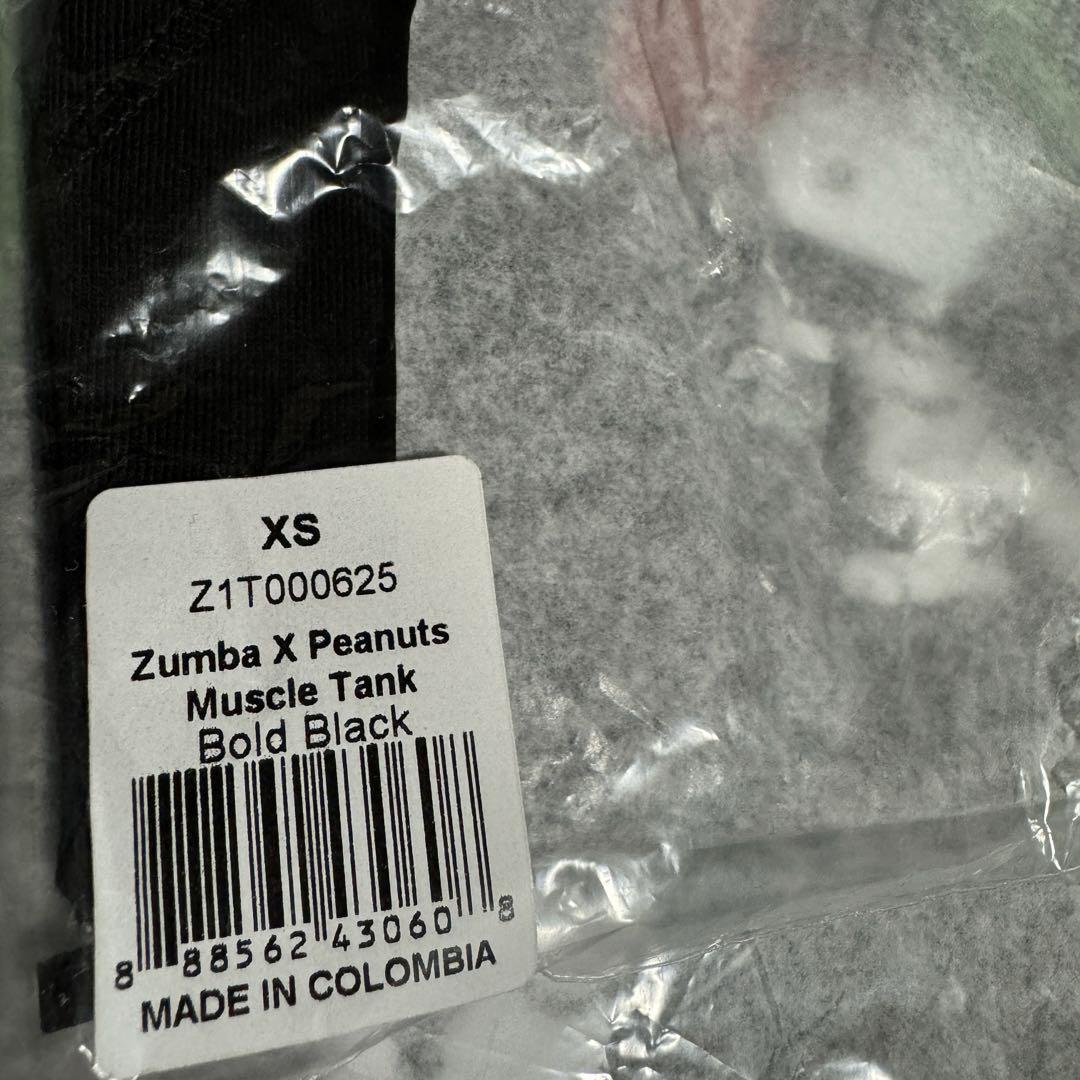 XS
Z1T000625
Zumba X Peanuts
Muscle Tank
Bold Black
8 88562 43060 8
MADE IN COLOMBIA